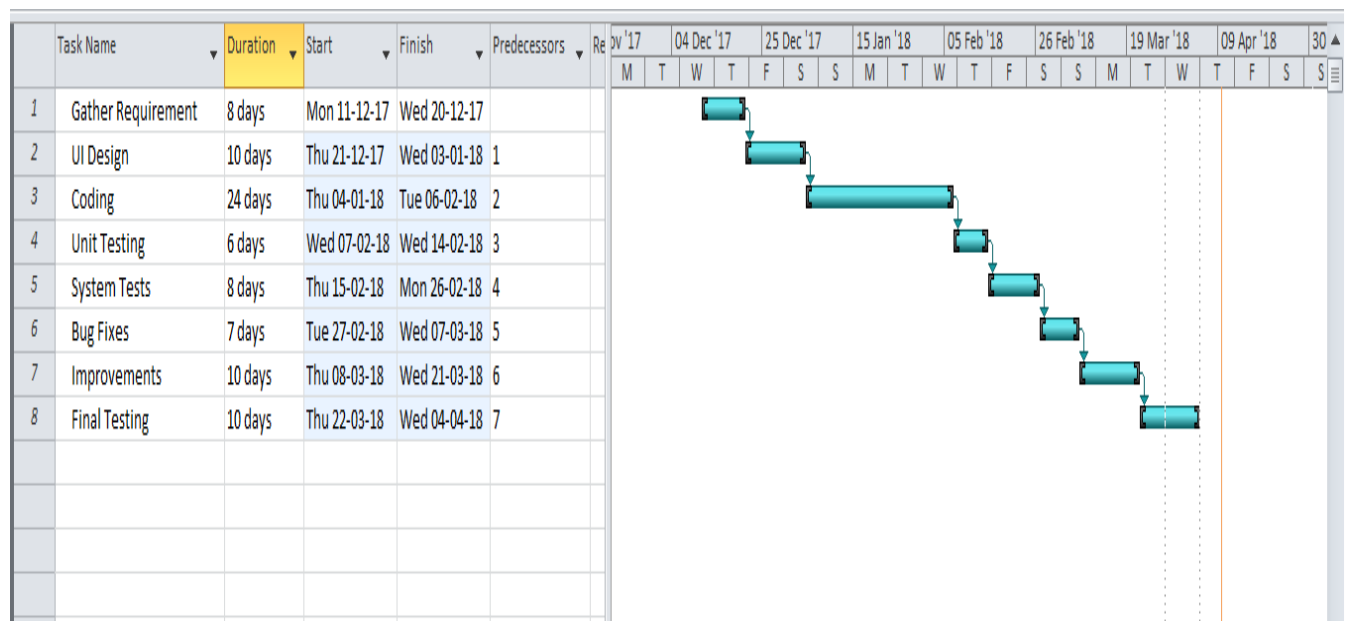 Task Name Duration Start Finish Predecessors Re ov '17 04 Dec '17 25 Dec '17 15 Jan '18 05 Feb '18 26 Feb '18 19 Mar '18 09 Apr '18 30
M T W T F S S M T W T F S S M T W T F S S
1 Gather Requirement 8 days Mon 11-12-17 Wed 20-12-17
2 UI Design 10 days Thu 21-12-17 Wed 03-01-18 1
3 Coding 24 days Thu 04-01-18 Tue 06-02-18 2
4 Unit Testing 6 days Wed 07-02-18 Wed 14-02-18 3
5 System Tests 8 days Thu 15-02-18 Mon 26-02-18 4
6 Bug Fixes 7 days Tue 27-02-18 Wed 07-03-18 5
7 Improvements 10 days Thu 08-03-18 Wed 21-03-18 6
8 Final Testing 10 days Thu 22-03-18 Wed 04-04-18 7